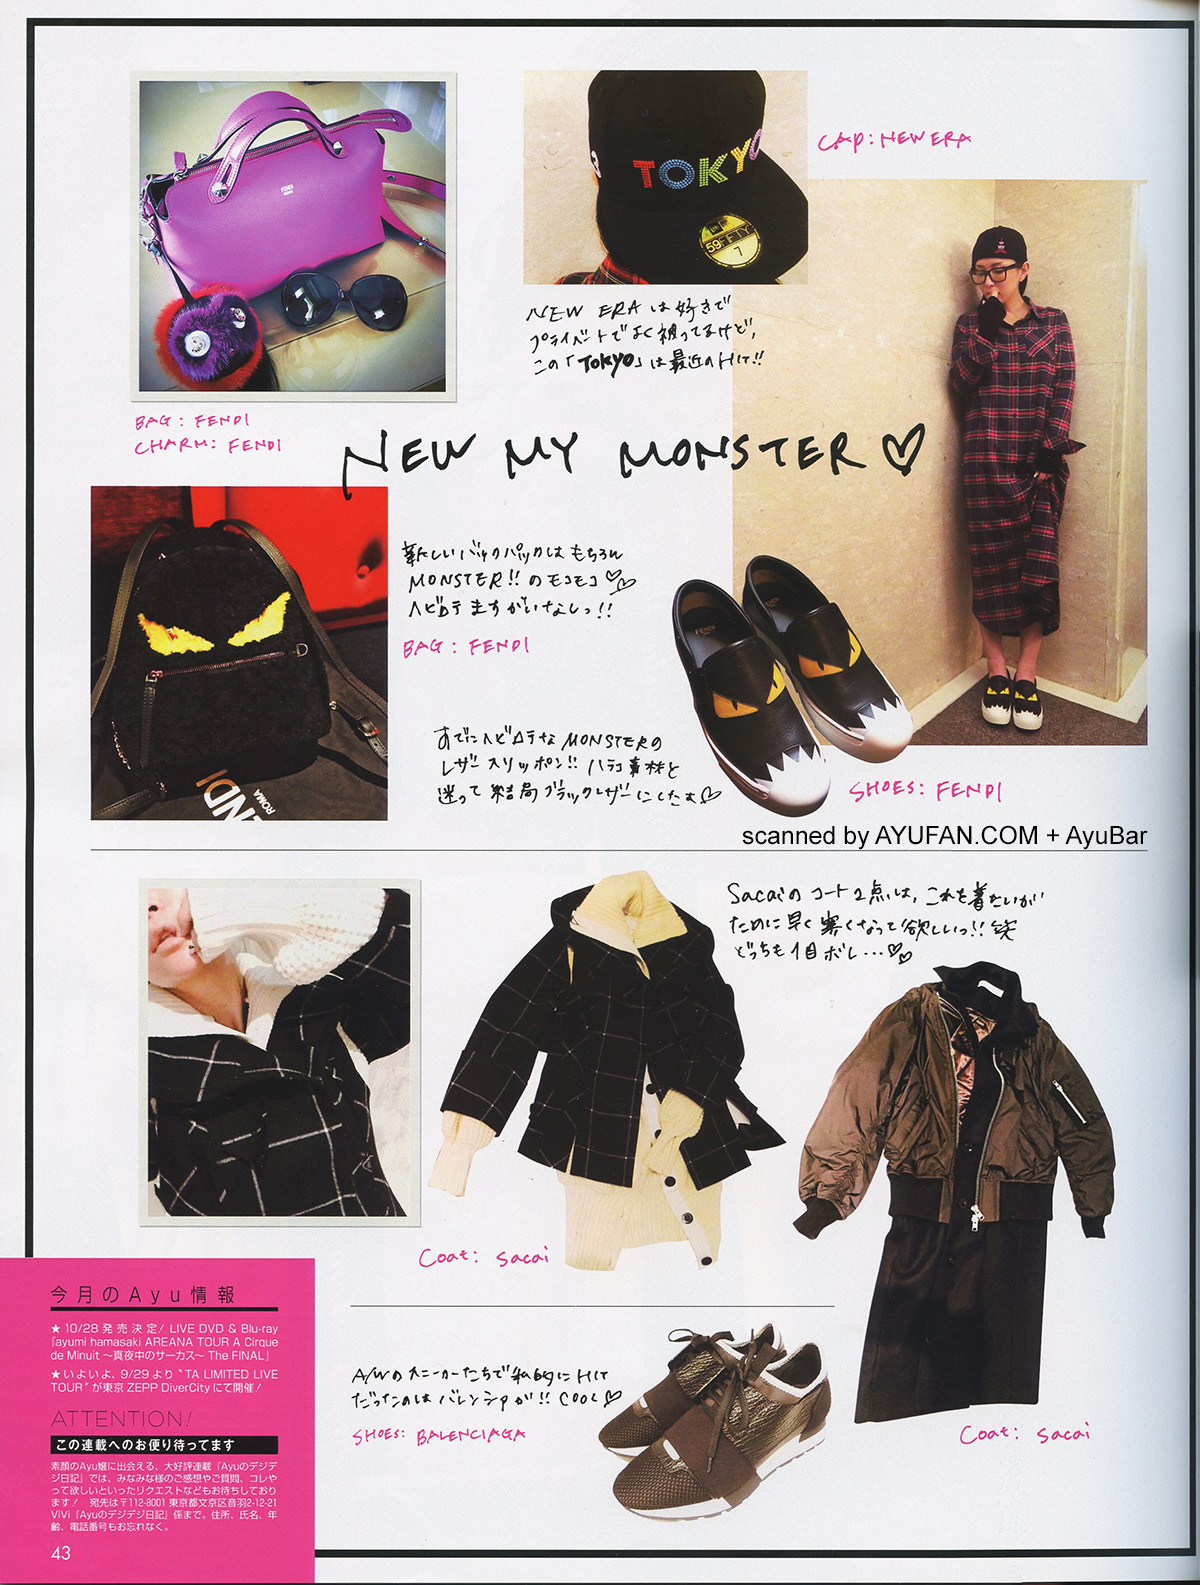 TOKYO
59FIFTY
7
CAP: NEW ERA
FENDI
NEW ERA は好きで
プライベートでよく被ってるけど,
この「TOKYO」は最近のHIT!!
BAG: FENDI
CHARM: FENDI
NEW MY MONSTER♡
新しいバックパックはもちろん
MONSTER!! のモコモコ♡♡
ヘビロテまちがいなしっ!!
BAG: FENDI
FENDI
ROMA
すでにヘビロテな MONSTERの
レザースリッポン!! ハラコ素材と
迷って結局ブラックレザーにしたよ♡
FENDI
SHOES: FENDI
scanned by AYUFAN.COM + AyuBar
Sacaiの コート2点は, これを着たいが
ために早く寒くなって欲しいっ!! 笑
どっちも1目ボレ...♡♡
Coat: sacai
Coat: sacai
A/Wのスニーカーたちで私的にHIT
だったのはバレンシアガ!! COOL♡
SHOES: BALENCIAGA
今月のAyu情報
★10/28発売決定! LIVE DVD & Blu-ray
『ayumi hamasaki AREANA TOUR A Cirque
de Minuit ～真夜中のサーカス～ The FINAL』
★いよいよ、9/29より“TA LIMITED LIVE
TOUR”が東京ZEPP DiverCityにて開催!
ATTENTION!
この連載へのお便り待ってます
素顔のAyu嬢に出会える、大好評連載『Ayuのデジデ
ジ日記』では、みなみな様のご感想やご質問、コレや
って欲しいといったリクエストなどもお待ちしており
ます! 宛先は〒112-8001 東京都文京区音羽2-12-21
ViVi『Ayuのデジデジ日記』係まで。住所、氏名、年
齢、電話番号もお忘れなく。
43